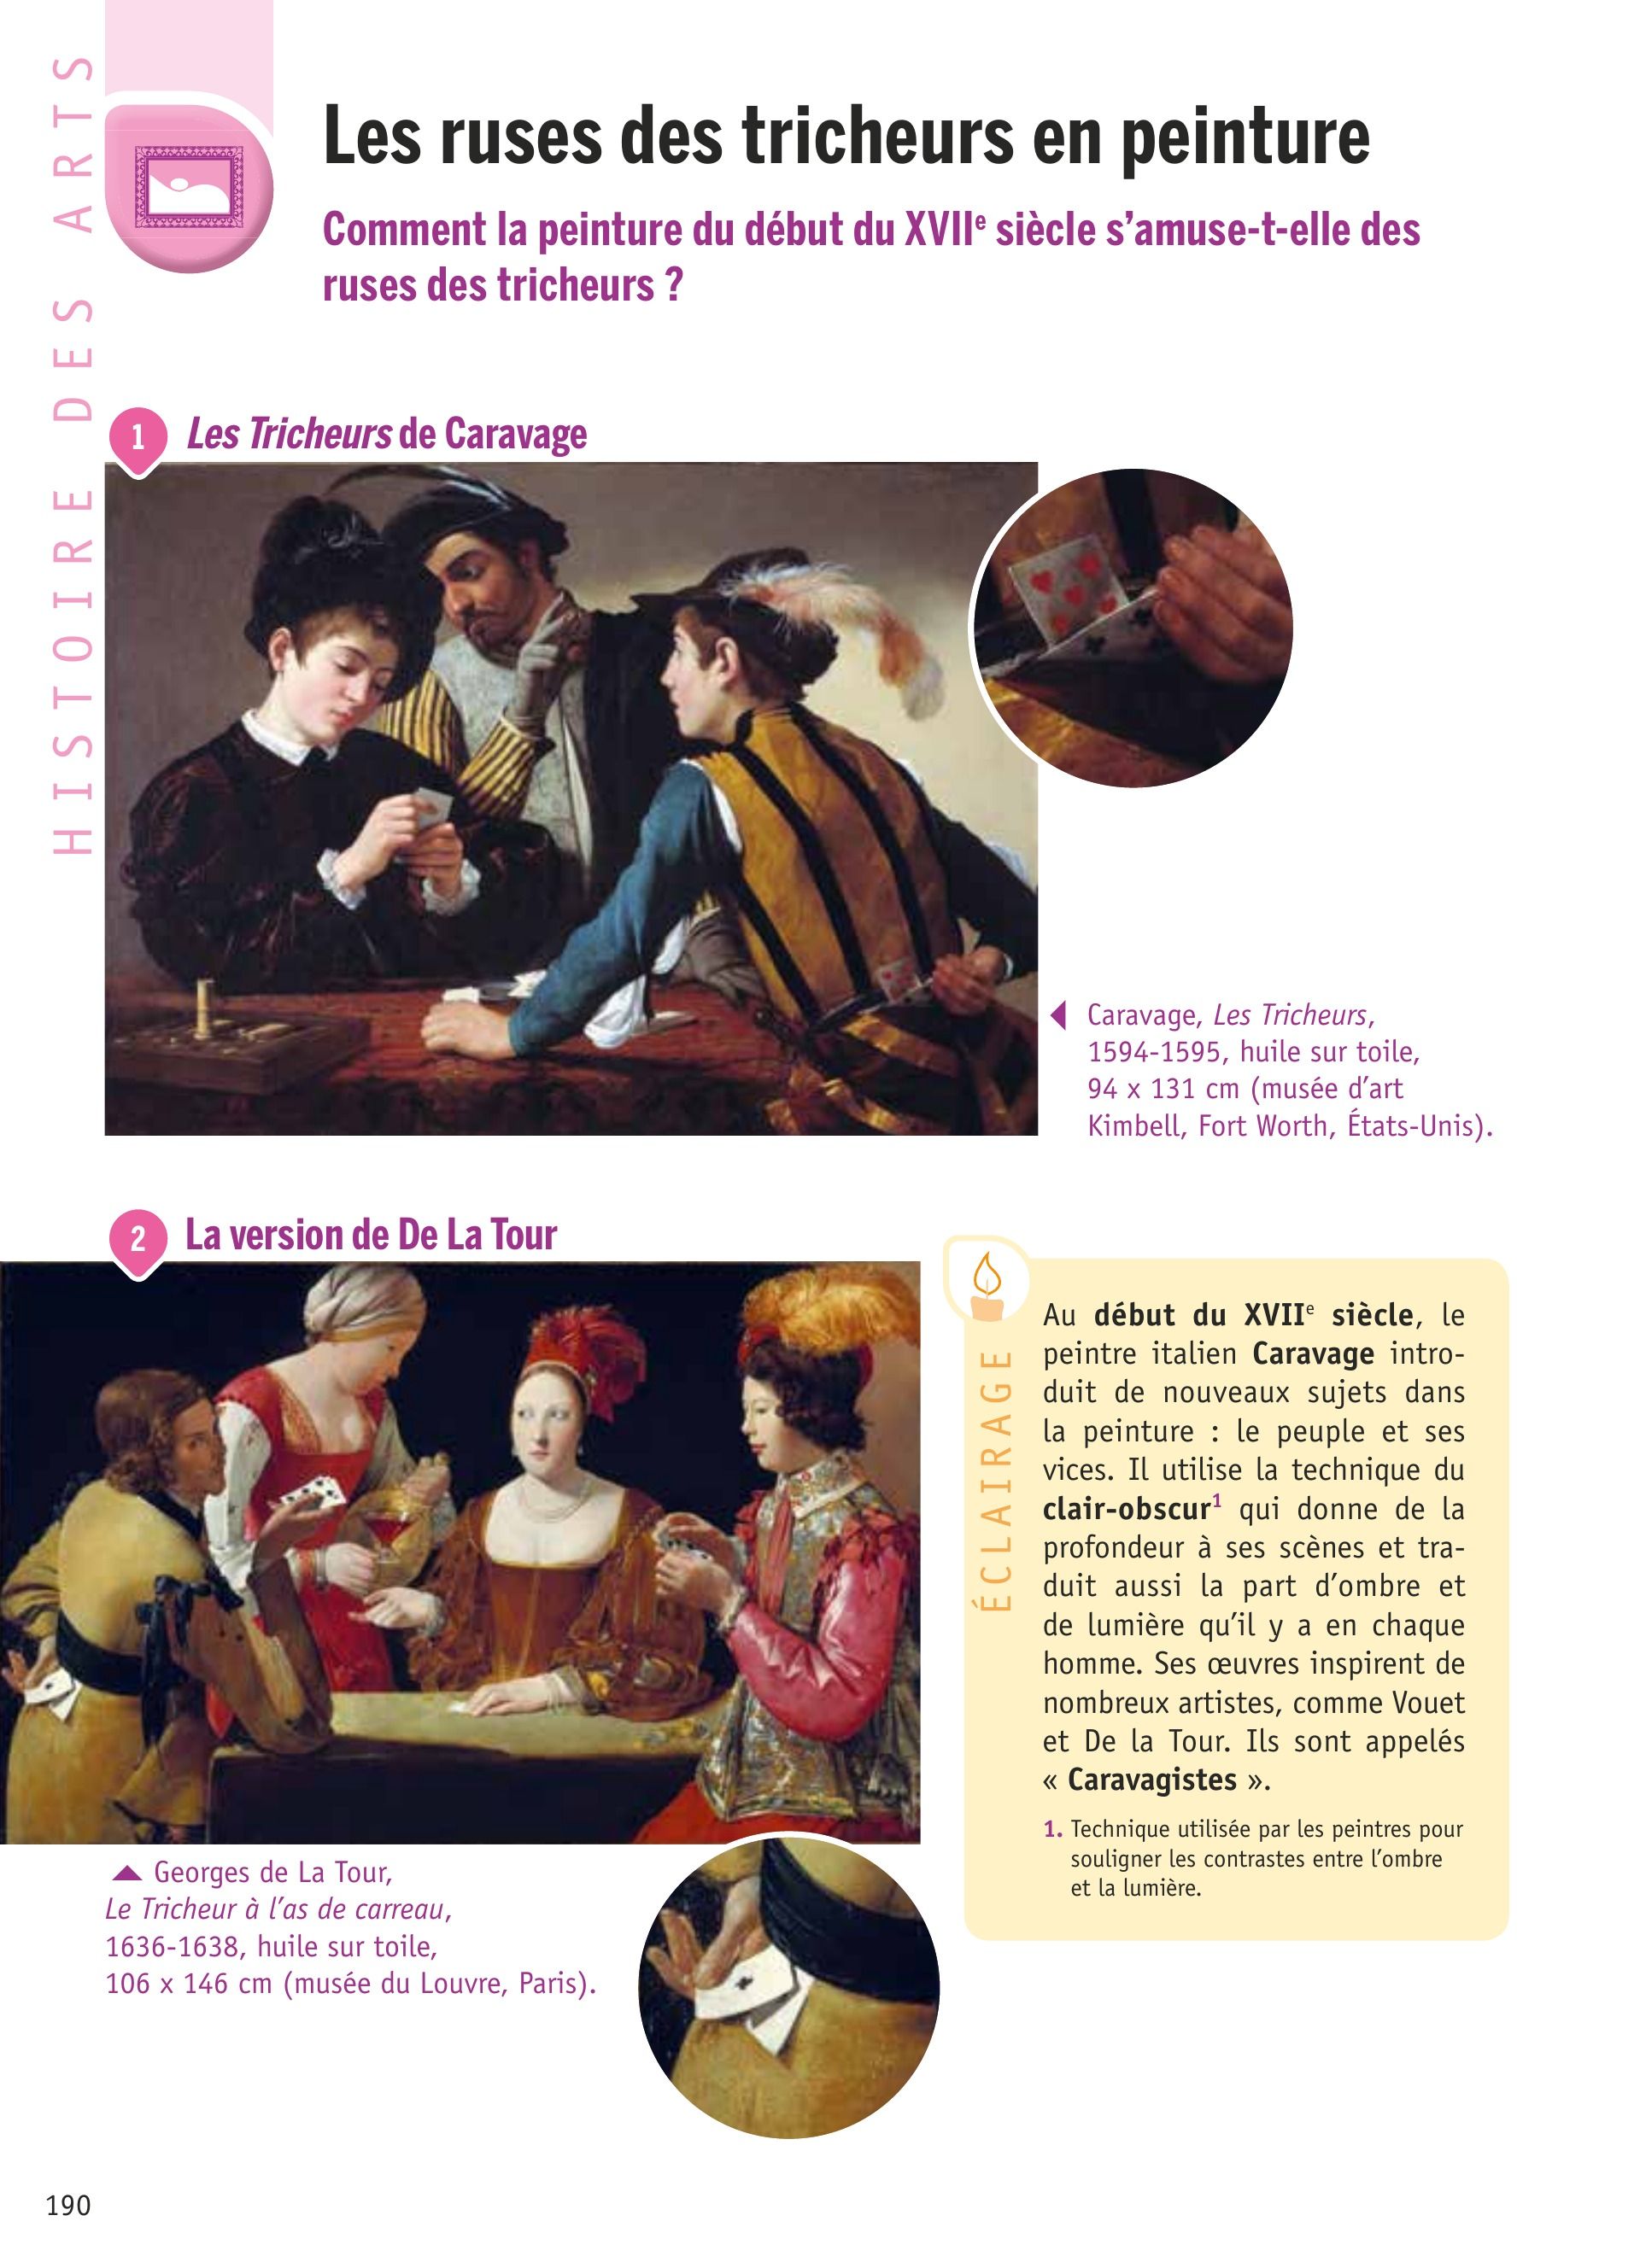 HISTOIRE DES ARTS
Les ruses des tricheurs en peinture
Comment la peinture du début du XVIIe siècle s'amuse-t-elle des
ruses des tricheurs ?
1 Les Tricheurs de Caravage
Caravage, Les Tricheurs,
1594-1595, huile sur toile,
94 x 131 cm (musée d'art
Kimbell, Fort Worth, États-Unis).
2 La version de De La Tour
Georges de La Tour,
Le Tricheur à l'as de carreau,
1636-1638, huile sur toile,
106 x 146 cm (musée du Louvre, Paris).
ÉCLAIRAGE
Au début du XVIIe siècle, le
peintre italien Caravage intro-
duit de nouveaux sujets dans
la peinture : le peuple et ses
vices. Il utilise la technique du
clair-obscur1 qui donne de la
profondeur à ses scènes et tra-
duit aussi la part d'ombre et
de lumière qu'il y a en chaque
homme. Ses œuvres inspirent de
nombreux artistes, comme Vouet
et De la Tour. Ils sont appelés
« Caravagistes ».
1. Technique utilisée par les peintres pour
souligner les contrastes entre l'ombre
et la lumière.
190